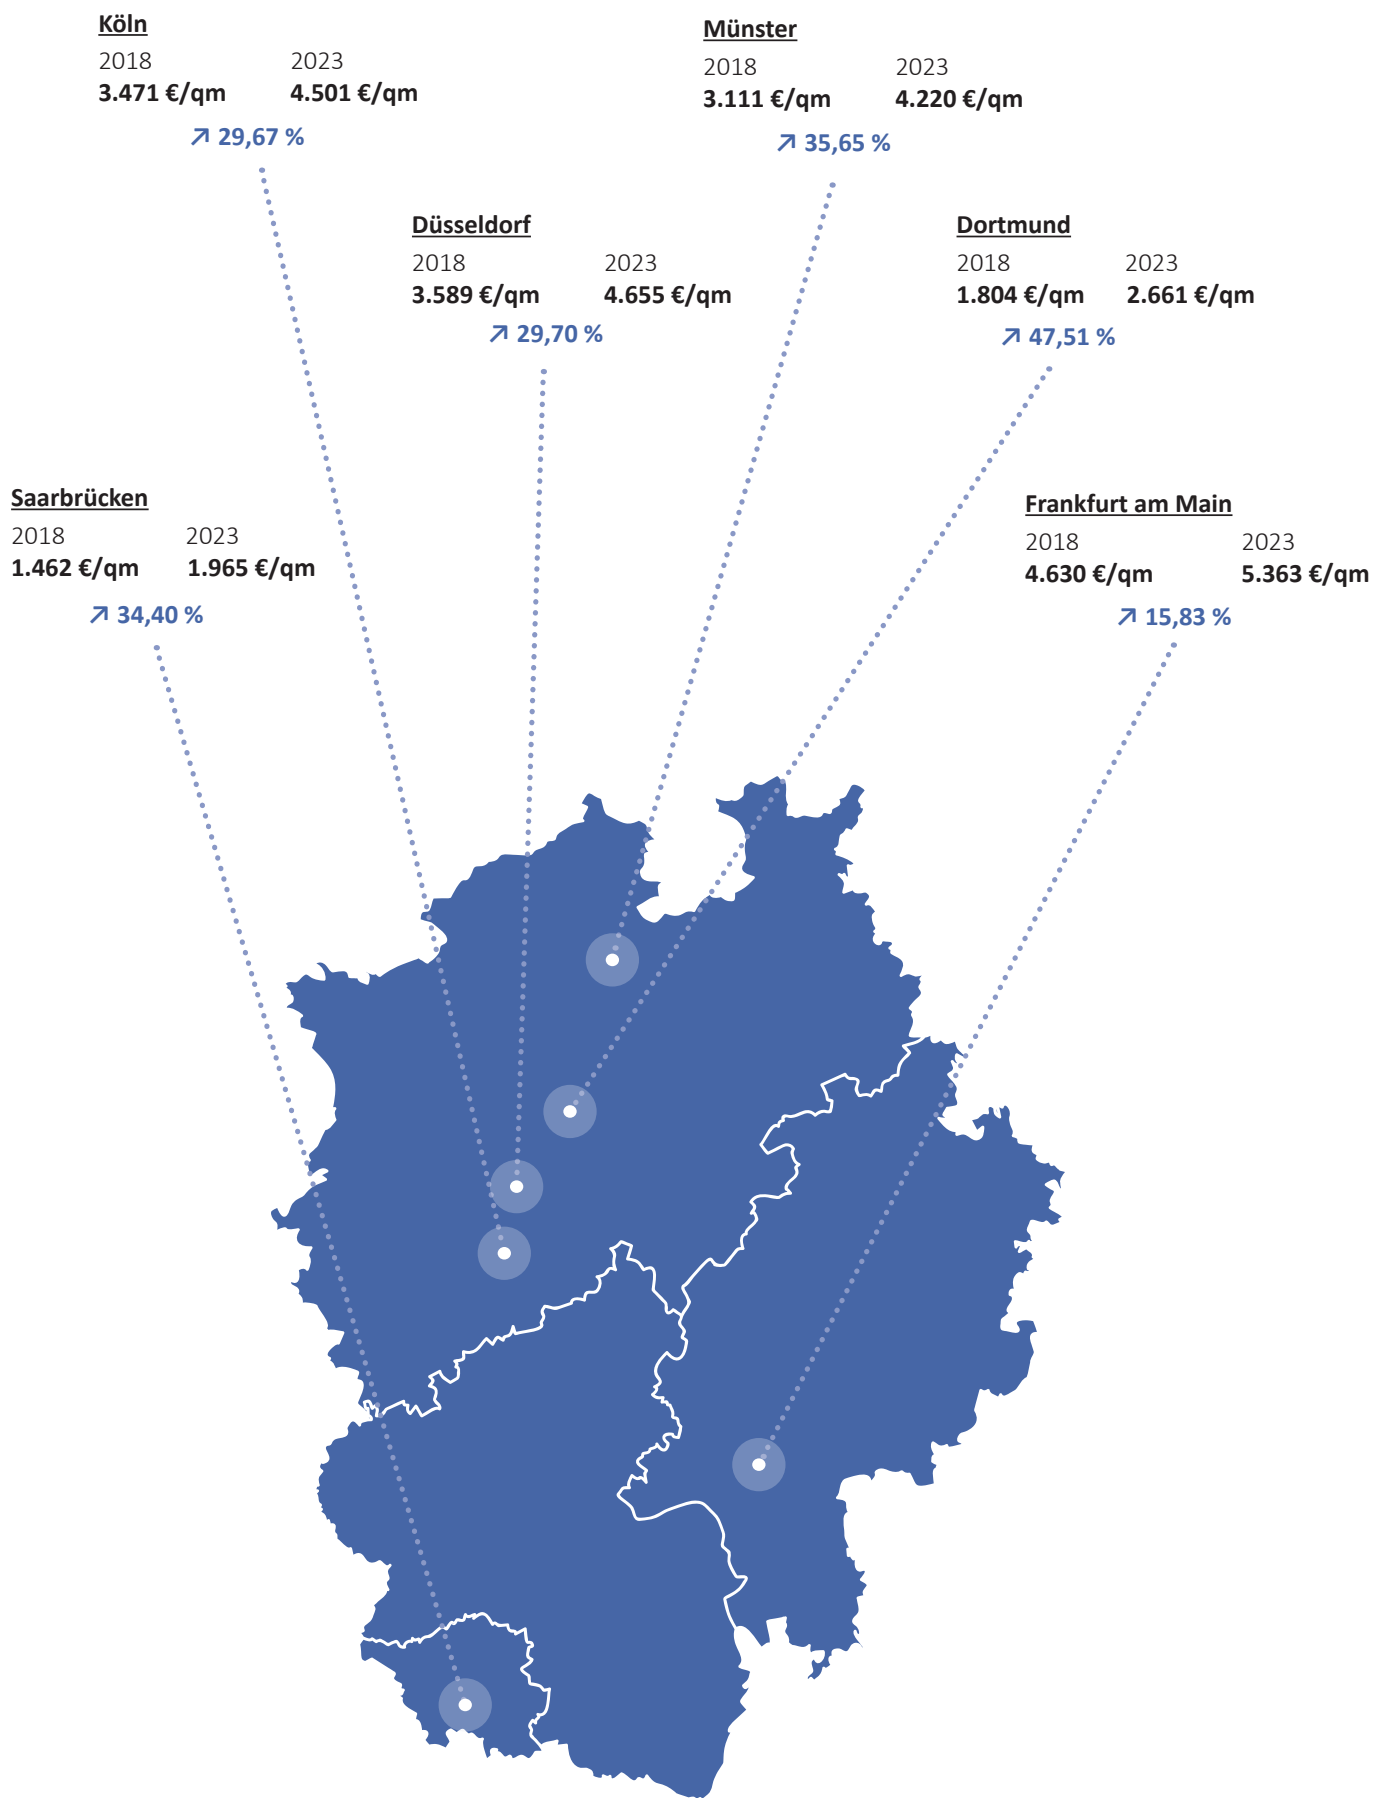 Köln
2018 2023
3.471 €/qm 4.501 €/qm
↗ 29,67 %
Münster
2018 2023
3.111 €/qm 4.220 €/qm
↗ 35,65 %
Düsseldorf
2018 2023
3.589 €/qm 4.655 €/qm
↗ 29,70 %
Dortmund
2018 2023
1.804 €/qm 2.661 €/qm
↗ 47,51 %
Saarbrücken
2018 2023
1.462 €/qm 1.965 €/qm
↗ 34,40 %
Frankfurt am Main
2018 2023
4.630 €/qm 5.363 €/qm
↗ 15,83 %